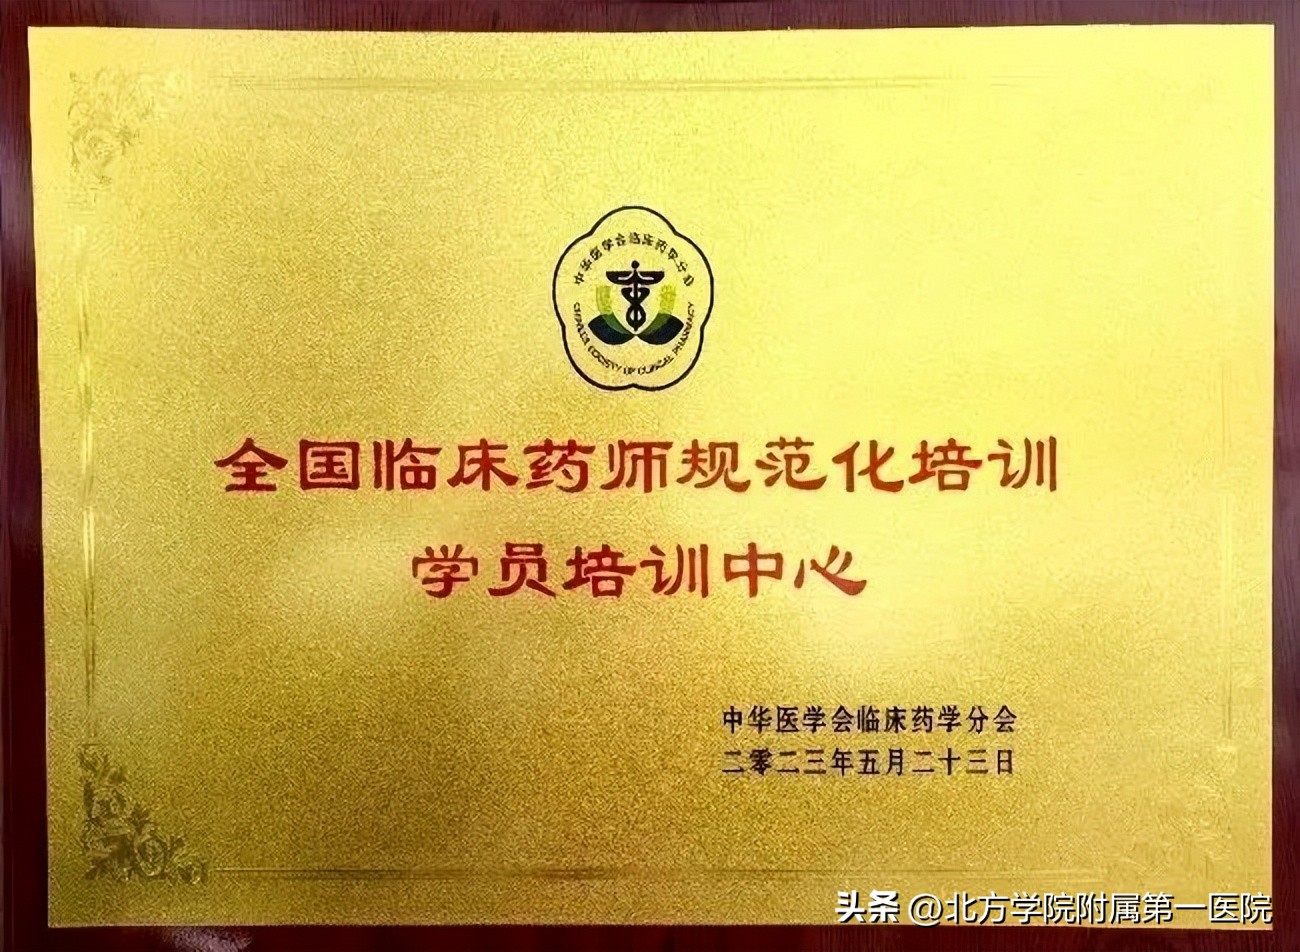 中华医学会临床药学分会
CHINESE SOCIETY OF CLINICAL PHARMACY
全国临床药师规范化培训
学员培训中心
中华医学会临床药学分会
二零二三年五月二十三日
头条 @北方学院附属第一医院